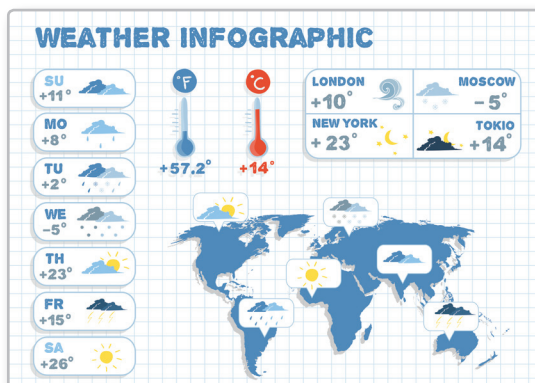 WEATHER INFOGRAPHIC
SU
+11°
MO
+8°
TU
+2°
WE
-5°
TH
+23°
FR
+15°
SA
+26°
°F
+57.2°
°C
+14°
LONDON
+10°
MOSCOW
-5°
NEW YORK
+ 23°
TOKIO
+14°